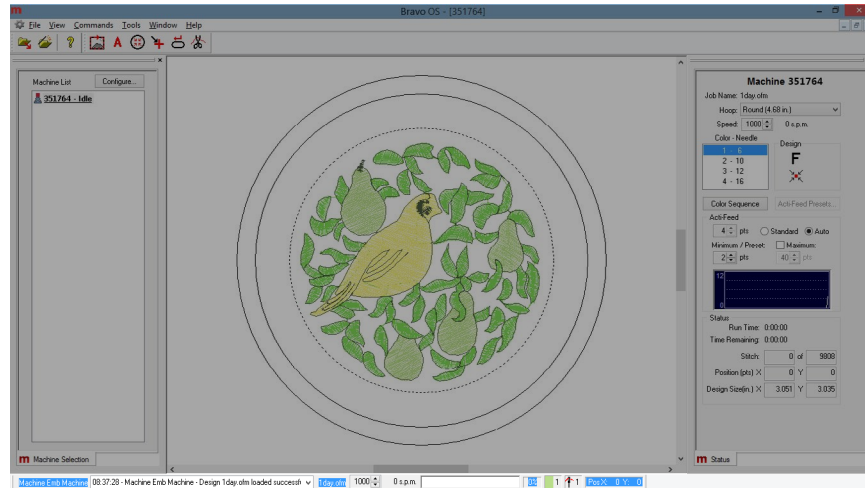 Bravo OS - [351764]
File View Commands Tools Window Help
Machine List Configure...
351764 - Idle
Machine Selection
Machine 351764
Job Name: 1day.ofm
Hoop: Round (4.68 in.)
Speed: 1000 0 s.p.m.
Color - Needle
Design
1 - 6
2 - 10
3 - 12
4 - 16
F
Color Sequence Acti-Feed Presets...
Acti-Feed
4 pts Standard Auto
Minimum / Preset: Maximum:
2 pts 40 pts
12
0
Status
Run Time: 0:00:00
Time Remaining: 0:00:00
Stitch: 0 of 9808
Position (pts) X 0 Y 0
Design Size(in.) X 3.051 Y 3.035
Status
Machine Emb Machine 08:37:28 - Machine Emb Machine - Design 1day.ofm loaded successfi 1day.ofm 1000 0 s.p.m. 0% 1 1 Pos X: 0 Y: 0